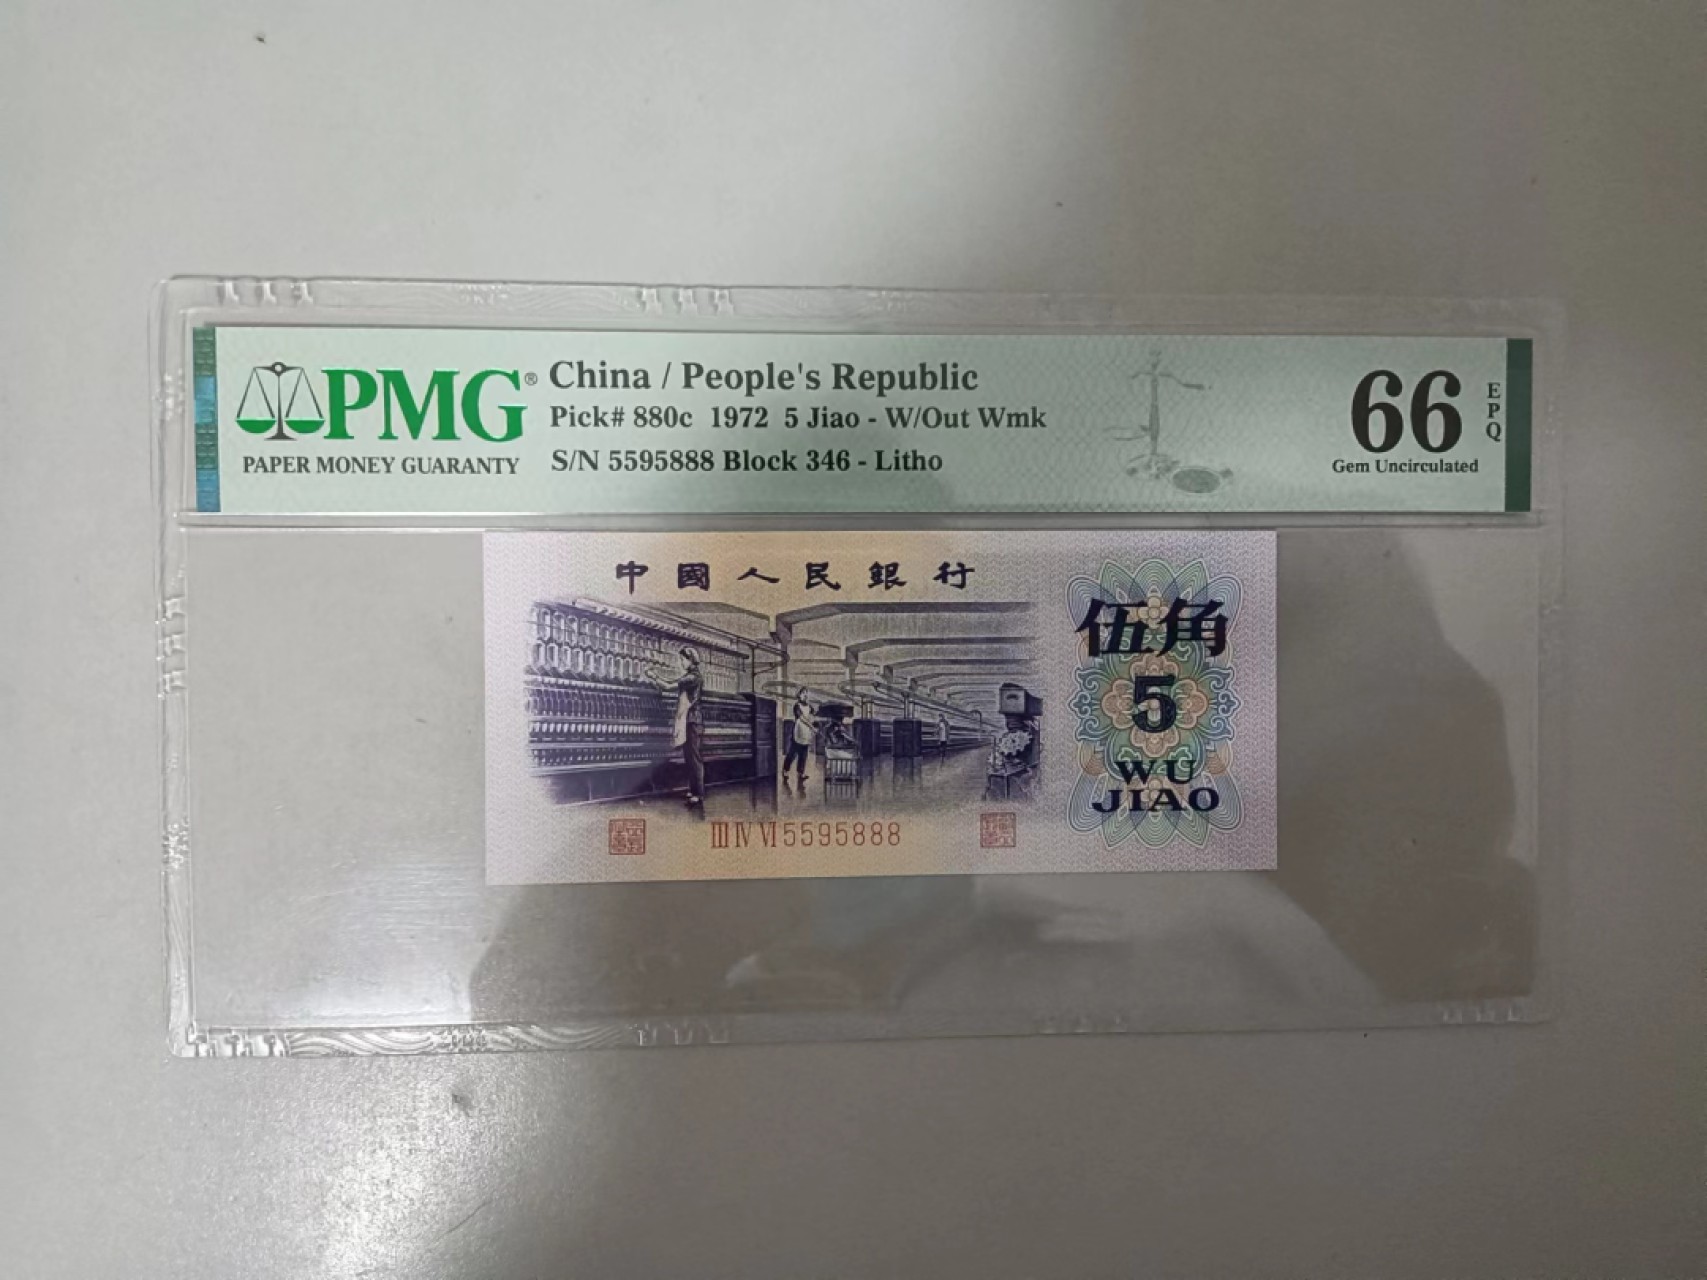 PMG®
PAPER MONEY GUARANTY
China / People's Republic
Pick# 880c 1972 5 Jiao - W/Out Wmk
S/N 5595888 Block 346 - Litho
66
EPQ
Gem Uncirculated
中國人民銀行
伍角
5
WU
JIAO
III IV VI 5595888